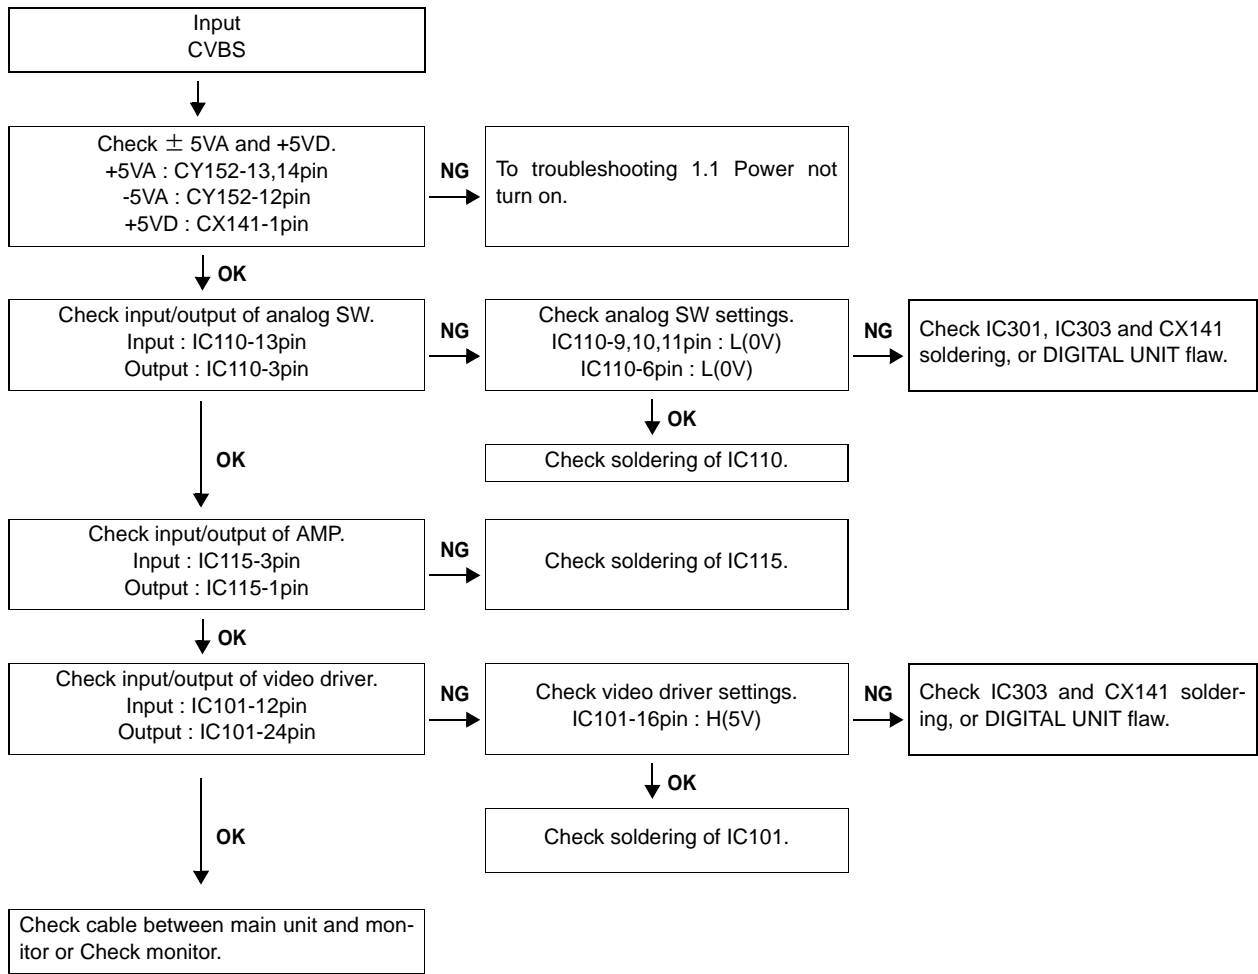 Input
CVBS
Check ± 5VA and +5VD.
+5VA : CY152-13,14pin
-5VA : CY152-12pin
+5VD : CX141-1pin
NG
To troubleshooting 1.1 Power not
turn on.
OK
Check input/output of analog SW.
Input : IC110-13pin
Output : IC110-3pin
NG
Check analog SW settings.
IC110-9,10,11pin : L(0V)
IC110-6pin : L(0V)
NG
Check IC301, IC303 and CX141
soldering, or DIGITAL UNIT flaw.
OK
Check soldering of IC110.
OK
Check input/output of AMP.
Input : IC115-3pin
Output : IC115-1pin
NG
Check soldering of IC115.
OK
Check input/output of video driver.
Input : IC101-12pin
Output : IC101-24pin
NG
Check video driver settings.
IC101-16pin : H(5V)
NG
Check IC303 and CX141 solder-
ing, or DIGITAL UNIT flaw.
OK
Check soldering of IC101.
OK
Check cable between main unit and mon-
itor or Check monitor.